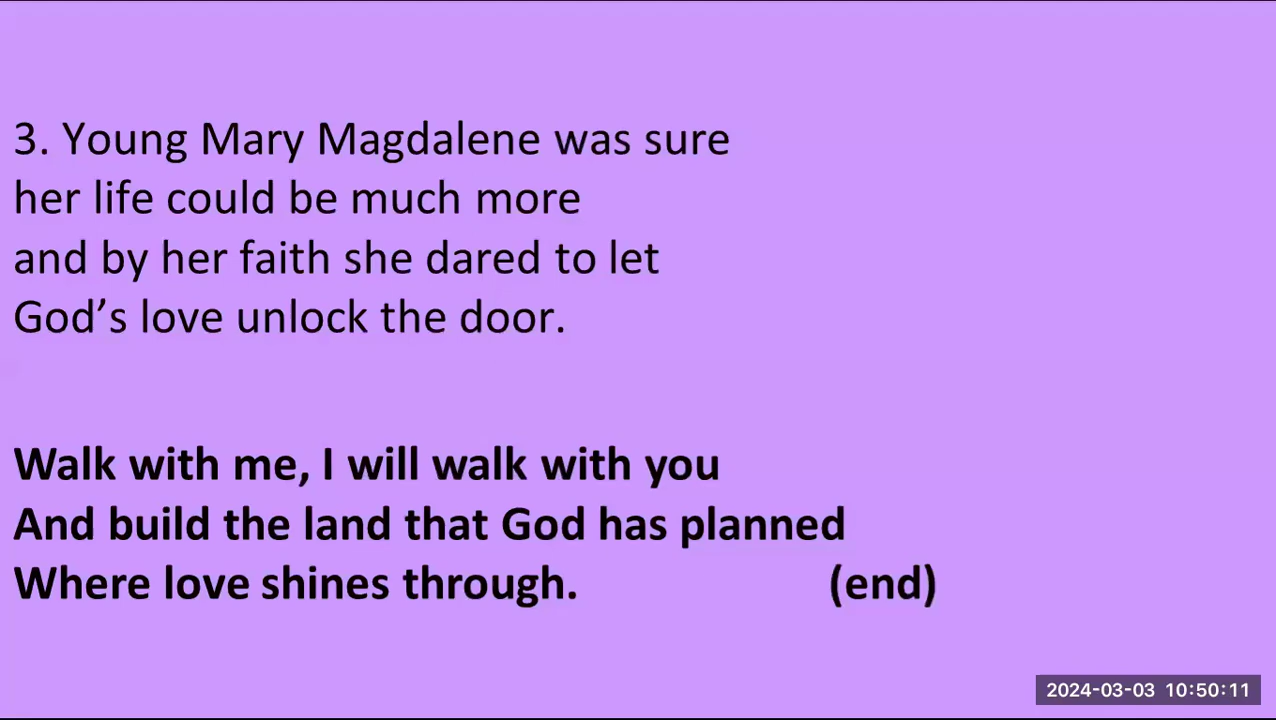 3. Young Mary Magdalene was sure
her life could be much more
and by her faith she dared to let
God’s love unlock the door.
Walk with me, I will walk with you
And build the land that God has planned
Where love shines through. (end)
2024-03-03 10:50:11